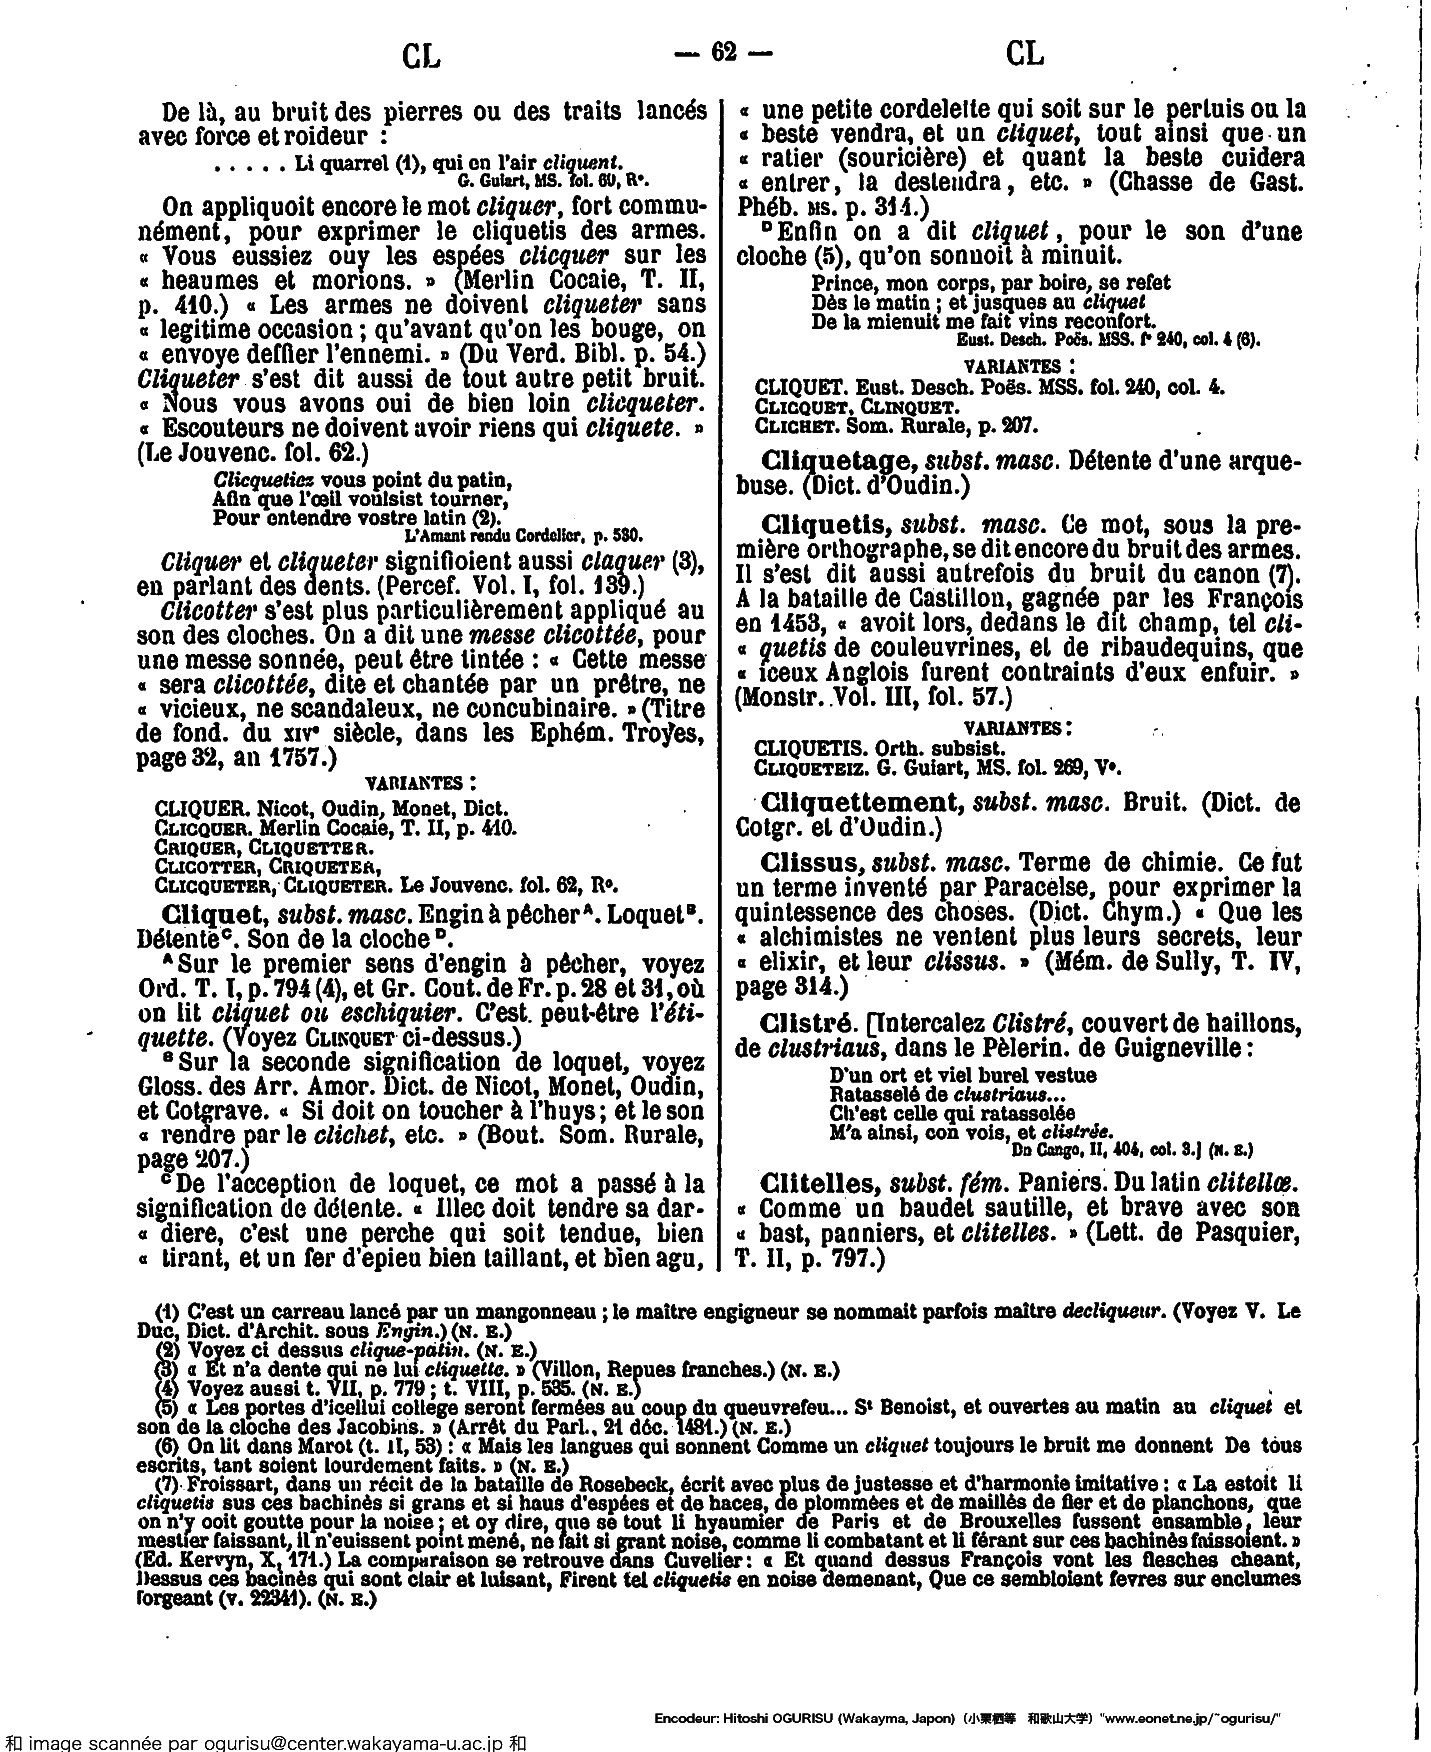 CL — 62 — CL
De là, au bruit des pierres ou des traits lancés
avec force et roideur :
. . . . . Li quarrel (1), qui en l'air cliquent.
G. Guiart, MS. fol. 60, R°.
On appliquoit encore le mot cliquer, fort commu-
nément, pour exprimer le cliquetis des armes.
« Vous eussiez ouy les espées clicquer sur les
« heaumes et morions. » (Merlin Cocaie, T. II,
p. 410.) « Les armes ne doivent cliqueter sans
« legitime occasion ; qu'avant qu'on les bouge, on
« envoye deffier l'ennemi. » (Du Verd. Bibl. p. 54.)
Cliqueter s'est dit aussi de tout autre petit bruit.
« Nous vous avons oui de bien loin clicqueter.
« Escouteurs ne doivent avoir riens qui cliquete. »
(Le Jouvenc. fol. 62.)
Clicquetiez vous point du patin,
Afin que l'œil voulsist tourner,
Pour entendre vostre latin (2).
L'Amant rendu Cordelier, p. 530.
Cliquer et cliqueter signifioient aussi claquer (3),
en parlant des dents. (Percef. Vol. I, fol. 139.)
Clicotter s'est plus particulièrement appliqué au
son des cloches. On a dit une messe clicottée, pour
une messe sonnée, peut être tintée : « Cette messe
« sera clicottée, dite et chantée par un prêtre, ne
« vicieux, ne scandaleux, ne concubinaire. » (Titre
de fond. du XIVe siècle, dans les Ephém. Troyes,
page 32, an 1757.)
VARIANTES :
CLIQUER. Nicot, Oudin, Monet, Dict.
CLICQUER. Merlin Cocaie, T. II, p. 410.
CRIQUER, CLIQUETTER.
CLICOTTER, CRIQUETER,
CLICQUETER, CLIQUETER. Le Jouvenc. fol. 62, R°.
Cliquet, subst. masc. Engin à pêcher A. Loquet B.
Détente C. Son de la cloche D.
A Sur le premier sens d'engin à pêcher, voyez
Ord. T. I, p. 794 (4), et Gr. Cout. de Fr. p. 28 et 31, où
on lit cliquet ou eschiquier. C'est peut-être l'éti-
quette. (Voyez CLINQUET ci-dessus.)
B Sur la seconde signification de loquet, voyez
Gloss. des Arr. Amor. Dict. de Nicot, Monet, Oudin,
et Cotgrave. « Si doit on toucher à l'huys ; et le son
« rendre par le clichet, etc. » (Bout. Som. Rurale,
page 207.)
C De l'acception de loquet, ce mot a passé à la
signification de détente. « Illec doit tendre sa dar-
« diere, c'est une perche qui soit tendue, bien
« tirant, et un fer d'epieu bien taillant, et bien agu,
« une petite cordelette qui soit sur le pertuis ou la
« beste vendra, et un cliquet, tout ainsi que un
« ratier (souricière) et quant la beste cuidera
« entrer, la destendra, etc. » (Chasse de Gast.
Phéb. MS. p. 314.)
D Enfin on a dit cliquet, pour le son d'une
cloche (5), qu'on sonnoit à minuit.
Prince, mon corps, par boire, se refet
Dès le matin ; et jusques au cliquet
De la mienuit me fait vins reconfort.
Eust. Desch. Poës. MSS. f° 240, col. 4 (6).
VARIANTES :
CLIQUET. Eust. Desch. Poës. MSS. fol. 240, col. 4.
CLICQUET, CLINQUET.
CLICHET. Som. Rurale, p. 207.
Cliquetage, subst. masc. Détente d'une arque-
buse. (Dict. d'Oudin.)
Cliquetis, subst. masc. Ce mot, sous la pre-
mière orthographe, se dit encore du bruit des armes.
Il s'est dit aussi autrefois du bruit du canon (7).
A la bataille de Castillon, gagnée par les François
en 1453, « avoit lors, dedans le dit champ, tel cli-
« quetis de couleuvrines, et de ribaudequins, que
« iceux Anglois furent contraints d'eux enfuir. »
(Monstr. Vol. III, fol. 57.)
VARIANTES :
CLIQUETIS. Orth. subsist.
CLIQUETEIZ. G. Guiart, MS. fol. 269, V°.
Cliquettement, subst. masc. Bruit. (Dict. de
Cotgr. et d'Oudin.)
Clissus, subst. masc. Terme de chimie. Ce fut
un terme inventé par Paracelse, pour exprimer la
quintessence des choses. (Dict. Chym.) « Que les
« alchimistes ne ventent plus leurs secrets, leur
« elixir, et leur clissus. » (Mém. de Sully, T. IV,
page 314.)
Clistré. [Intercalez Clistré, couvert de haillons,
de clustriaus, dans le Pèlerin. de Guigneville :
D'un ort et viel burel vestue
Ratasselé de clustriaus...
Ch'est celle qui ratasselée
M'a ainsi, con vois, et clistrée.
Du Cange, II, 404, col. 3.] (N. E.)
Clitelles, subst. fém. Paniers. Du latin clitellæ.
« Comme un baudet sautille, et brave avec son
« bast, panniers, et clitelles. » (Lett. de Pasquier,
T. II, p. 797.)
(1) C'est un carreau lancé par un mangonneau ; le maître engigneur se nommait parfois maître decliqueur. (Voyez V. Le
Duc, Dict. d'Archit. sous Engin.) (N. E.)
(2) Voyez ci dessus clique-patin. (N. E.)
(3) « Et n'a dente qui ne lui cliquette. » (Villon, Repues franches.) (N. E.)
(4) Voyez aussi t. VII, p. 779 ; t. VIII, p. 535. (N. E.)
(5) « Les portes d'icellui college seront fermées au coup du queuvrefeu... St Benoist, et ouvertes au matin au cliquet et
son de la cloche des Jacobins. » (Arrêt du Parl., 21 déc. 1481.) (N. E.)
(6) On lit dans Marot (t. II, 53) : « Mais les langues qui sonnent Comme un cliquet toujours le bruit me donnent De tous
escrits, tant soient lourdement faits. » (N. E.)
(7) Froissart, dans un récit de la bataille de Rosebeck, écrit avec plus de justesse et d'harmonie imitative : « La estoit li
cliquetis sus ces bachinès si grans et si haus d'espées et de haces, de plommées et de maillès de fier et de planchons, que
on n'y ooit goutte pour la noise ; et oy dire, que se tout li hyaumier de Paris et de Brouxelles fussent ensamble, leur
mestier faissant, il n'euissent point mené, ne fait si grant noise, comme li combatant et li férant sur ces bachinès faissoient. »
(Ed. Kervyn, X, 171.) La comparaison se retrouve dans Cuvelier : « Et quand dessus François vont les flesches cheant,
Dessus ces bacinès qui sont clair et luisant, Firent tel cliquetis en noise demenant, Que ce sembloient fevres sur enclumes
forgeant (v. 22341). (N. E.)
Encodeur: Hitoshi OGURISU (Wakayma, Japon) (小栗栖等 和歌山大学) "www.eonet.ne.jp/~ogurisu/"
和 image scannée par ogurisu@center.wakayama-u.ac.jp 和